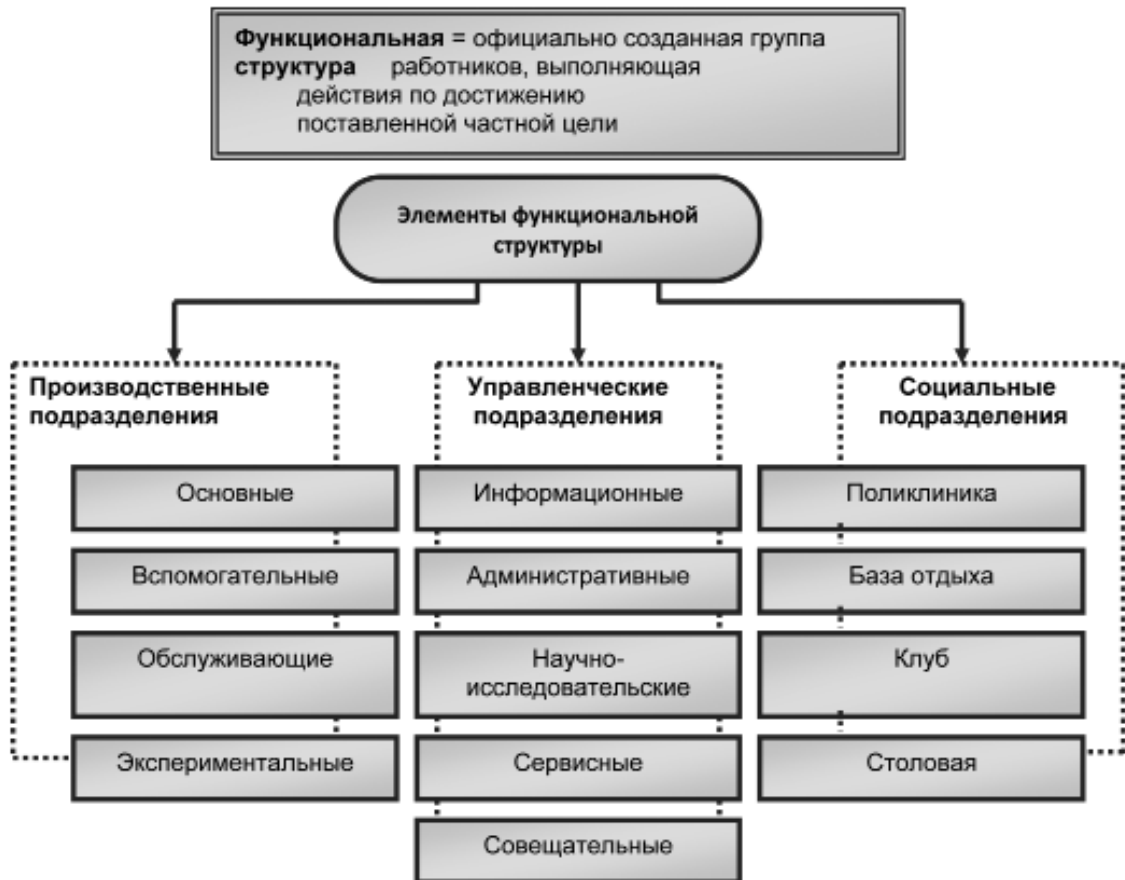 Функциональная = официально созданная группа
структура работников, выполняющая
действия по достижению
поставленной частной цели
Элементы функциональной
структуры
Производственные
подразделения
Основные
Вспомогательные
Обслуживающие
Экспериментальные
Управленческие
подразделения
Информационные
Административные
Научно-
исследовательские
Сервисные
Совещательные
Социальные
подразделения
Поликлиника
База отдыха
Клуб
Столовая